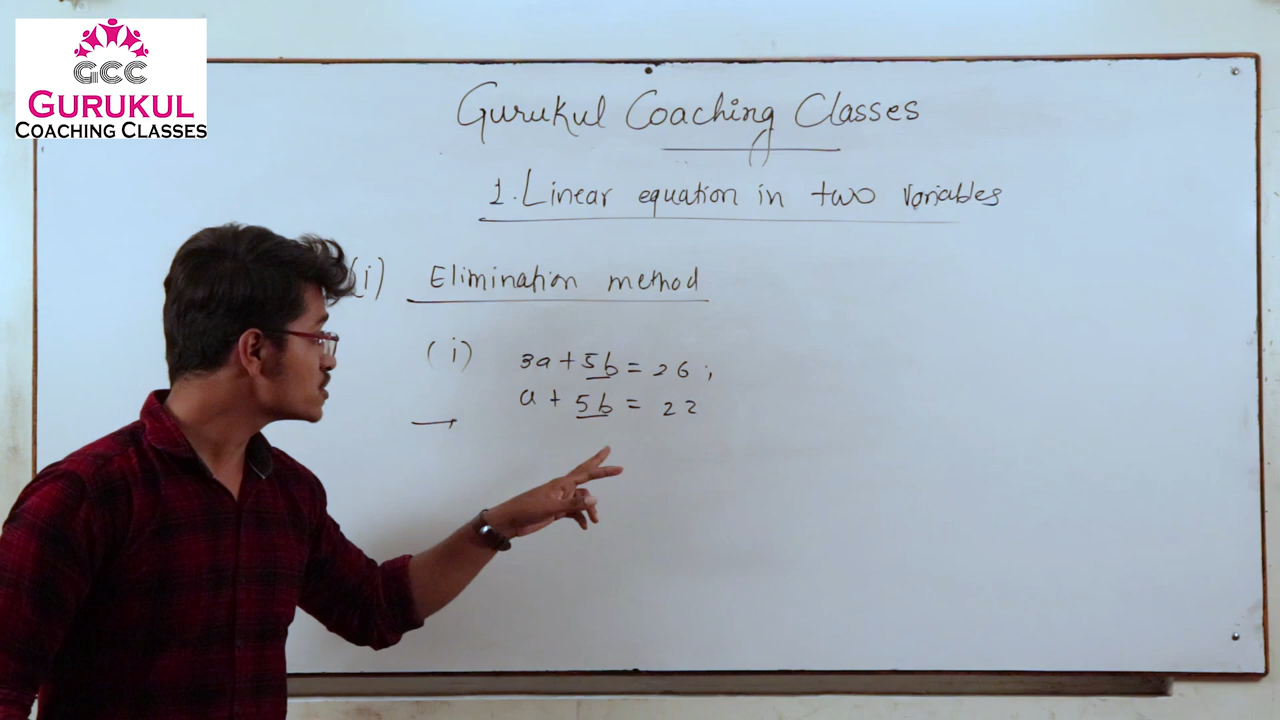 GCC
GURUKUL
COACHING CLASSES
Gurukul Coaching Classes
1. Linear equation in two variables
(i) Elimination method
(i) 3a + 5b = 26 ;
a + 5b = 22